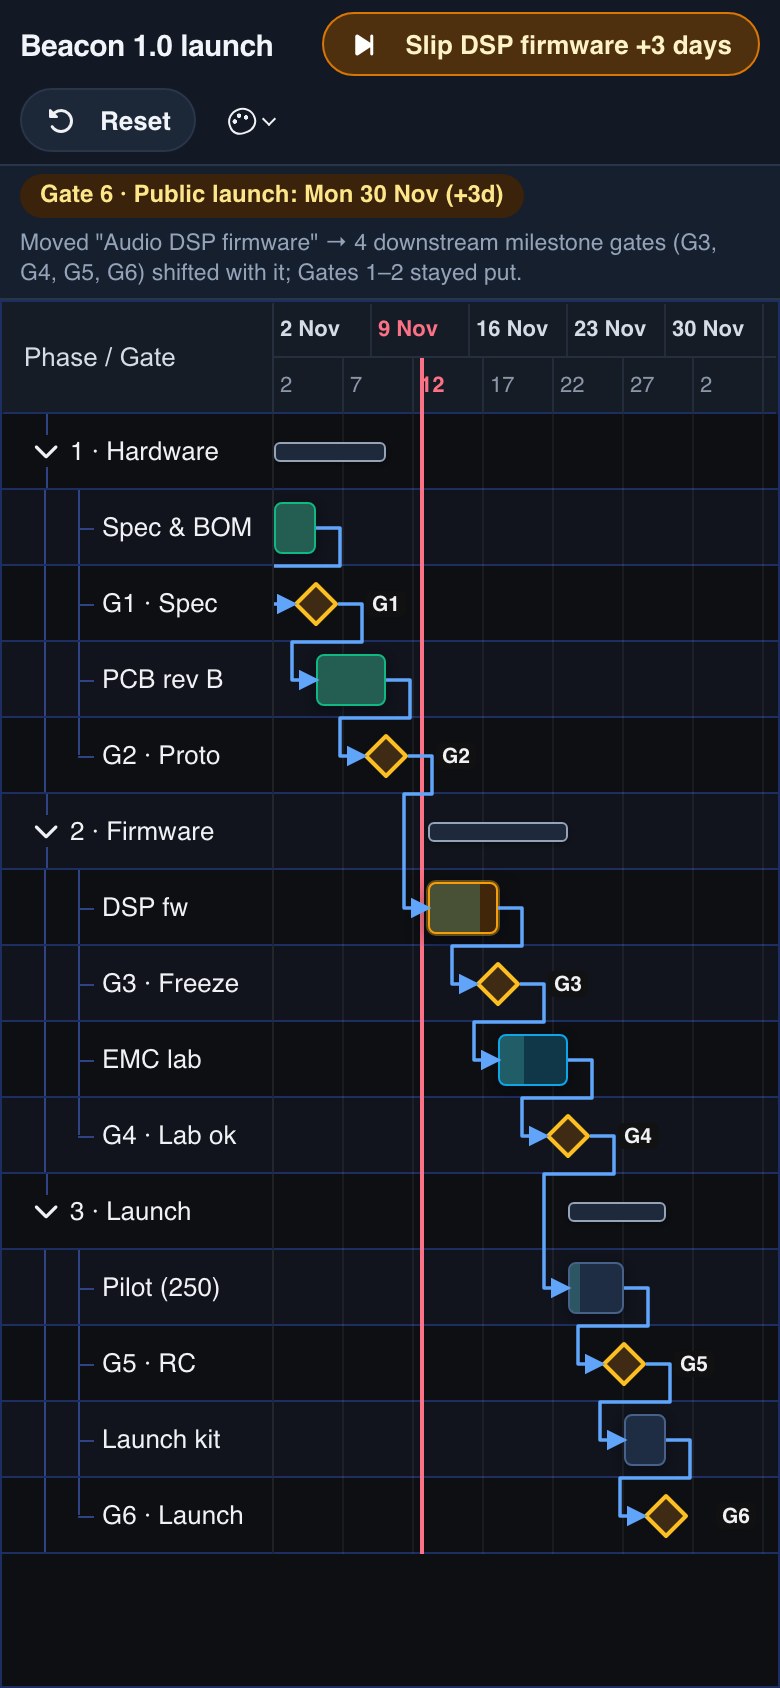 Beacon 1.0 launch
Slip DSP firmware +3 days
Reset
Gate 6 · Public launch: Mon 30 Nov (+3d)
Moved "Audio DSP firmware" → 4 downstream milestone gates (G3,
G4, G5, G6) shifted with it; Gates 1–2 stayed put.
Phase / Gate
2 Nov 9 Nov 16 Nov 23 Nov 30 Nov
2 7 12 17 22 27 2
1 · Hardware
Spec & BOM
G1 · Spec G1
PCB rev B
G2 · Proto G2
2 · Firmware
DSP fw
G3 · Freeze G3
EMC lab
G4 · Lab ok G4
3 · Launch
Pilot (250)
G5 · RC G5
Launch kit
G6 · Launch G6